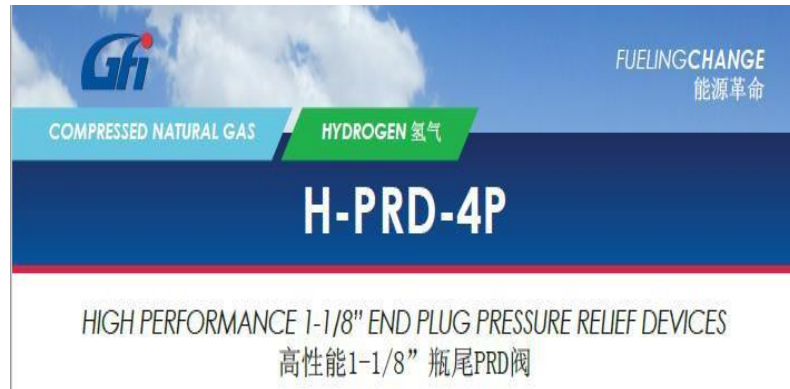 Gfi
FUELINGCHANGE
能源革命
COMPRESSED NATURAL GAS
HYDROGEN 氢气
H-PRD-4P
HIGH PERFORMANCE 1-1/8" END PLUG PRESSURE RELIEF DEVICES
高性能1-1/8”瓶尾PRD阀